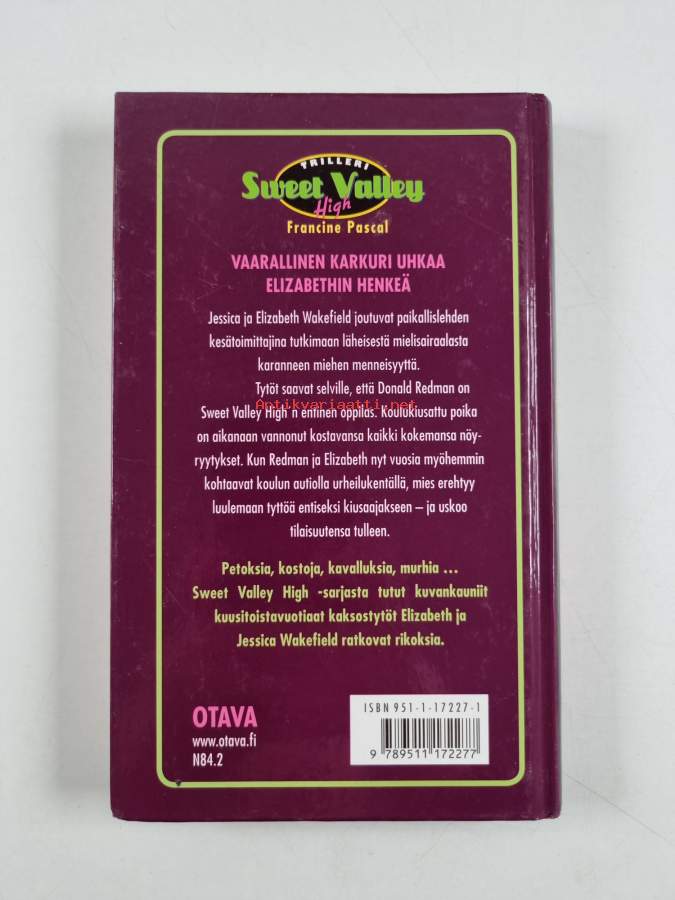 TRILLERI
Sweet Valley
High
Francine Pascal
VAARALLINEN KARKURI UHKAA
ELIZABETHIN HENKEÄ
Jessica ja Elizabeth Wakefield joutuvat paikallislehden
kesätoimittajina tutkimaan läheisestä mielisairaalasta
karanneen miehen menneisyyttä.
Tytöt saavat selville, että Donald Redman on
Antikvariaatti.net
Sweet Valley High'n entinen oppilas. Koulukiusattu poika
on aikanaan vannonut kostavansa kaikki kokemansa nöy-
ryytykset. Kun Redman ja Elizabeth nyt vuosia myöhemmin
kohtaavat koulun autiolla urheilukentällä, mies erehtyy
luulemaan tyttöä entiseksi kiusaajakseen – ja uskoo
tilaisuutensa tulleen.
Petoksia, kostoja, kavalluksia, murhia ...
Sweet Valley High -sarjasta tutut kuvankauniit
kuusitoistavuotiaat kaksostytöt Elizabeth ja
Jessica Wakefield ratkovat rikoksia.
OTAVA
www.otava.fi
N84.2
ISBN 951-1-17227-1
9 789511 172277